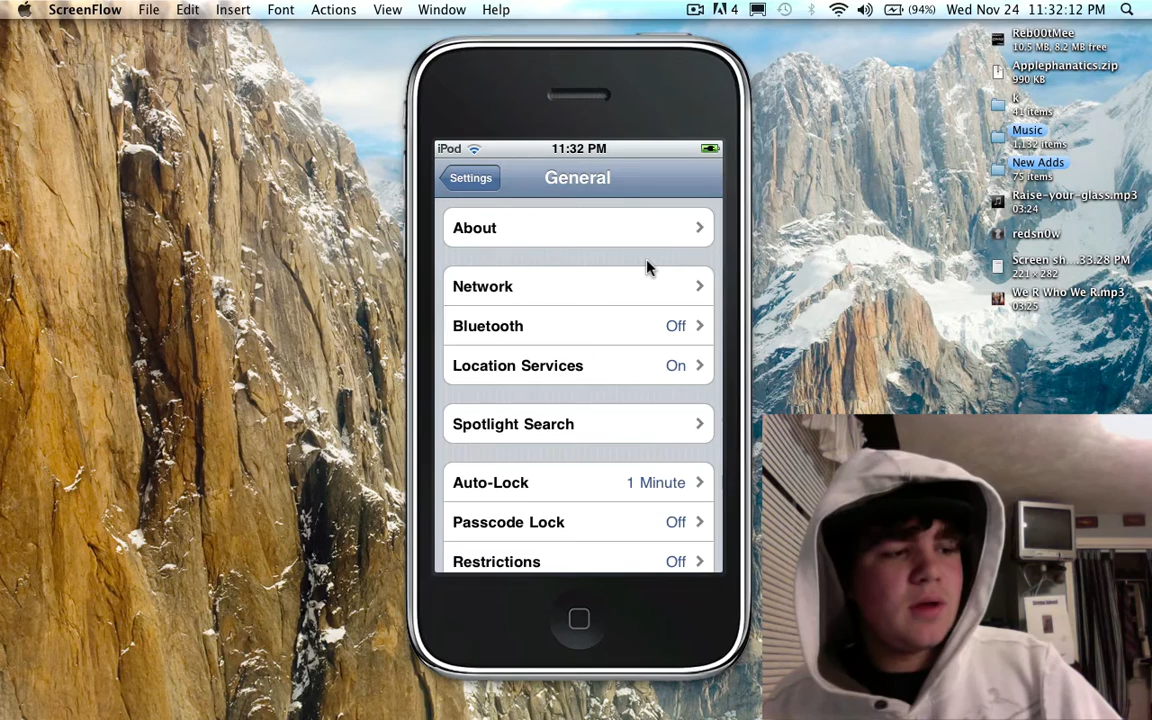 ScreenFlow File Edit Insert Font Actions View Window Help 4 (94%) Wed Nov 24 11:32:12 PM
Reb00tMee
10.5 MB, 8.2 MB free
Applephanatics.zip
990 KB
k
41 items
Music
1,132 items
New Adds
75 items
Raise-your-glass.mp3
03:24
redsn0w
Screen sh...33.28 PM
221×282
We R Who We R.mp3
03:25
iPod 11:32 PM
Settings General
About
Network
Bluetooth Off
Location Services On
Spotlight Search
Auto-Lock 1 Minute
Passcode Lock Off
Restrictions Off